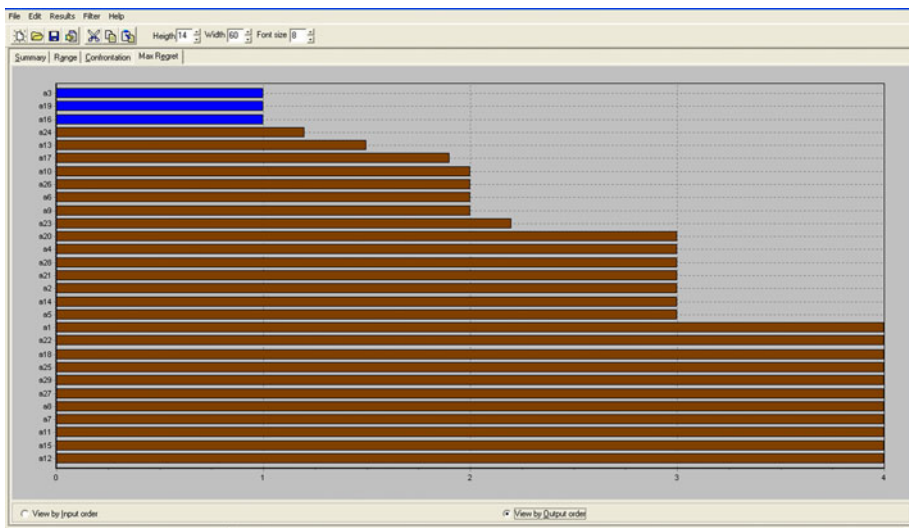 File Edit Results Filter Help
Heigth 14 Width 60 Font size 8
Summary Range Confrontation Max Regret
a3
a19
a16
a24
a13
a17
a10
a26
a6
a9
a23
a20
a4
a28
a21
a2
a14
a5
a1
a22
a18
a25
a29
a27
a8
a7
a11
a15
a12
0 1 2 3 4
View by Input order View by Output order